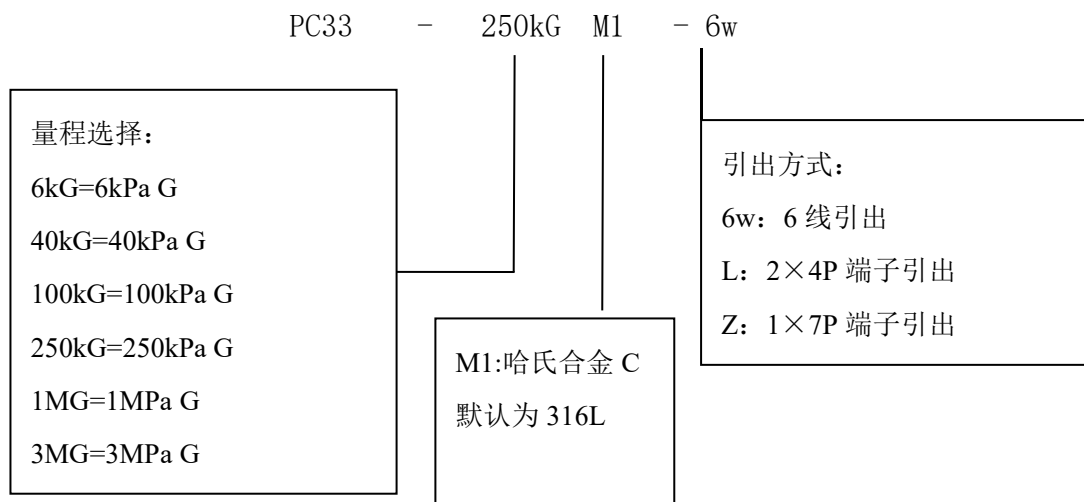 PC33 - 250kG M1 - 6w
量程选择：
6kG=6kPa G
40kG=40kPa G
100kG=100kPa G
250kG=250kPa G
1MG=1MPa G
3MG=3MPa G
M1:哈氏合金 C
默认为 316L
引出方式：
6w：6 线引出
L：2×4P 端子引出
Z：1×7P 端子引出